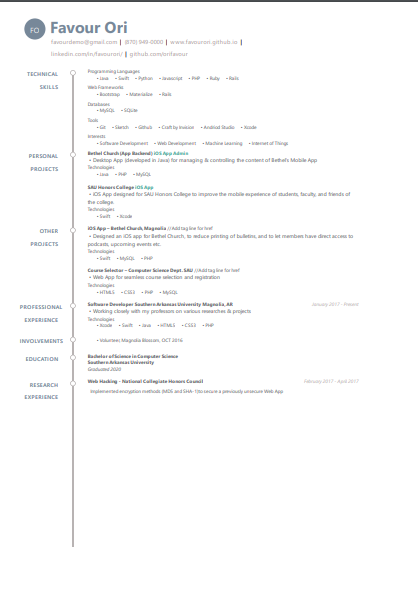 FO
Favour Ori
favourdemo@gmail.com | (870) 949-0000 | www.favourori.github.io |
linkedin.com/in/favourori/ | github.com/orifavour
TECHNICAL SKILLS
Programming Languages
• Java • Swift • Python • Javascript • PHP • Ruby • Rails
Web Frameworks
• Bootstrap • Materialize • Rails
Databases
• MySQL • SQLite
Tools
• Git • Sketch • Github • Craft by Invision • Android Studio • Xcode
Interests
• Software Development • Web Development • Machine Learning • Internet of Things
PERSONAL PROJECTS
Bethel Church (App Backend) iOS App Admin
• Desktop App (developed in Java) for managing & controlling the content of Bethel's Mobile App
Technologies
• Java • PHP • MySQL
SAU Honors College iOS App
• iOS App designed for SAU Honors College to improve the mobile experience of students, faculty, and friends of
the college.
Technologies
• Swift • Xcode
OTHER PROJECTS
iOS App – Bethel Church, Magnolia //Add tag line for href
• Designed an iOS app for Bethel Church, to reduce printing of bulletins, and to let members have direct access to
podcasts, upcoming events etc.
Technologies
• Swift • MySQL • PHP
Course Selector – Computer Science Dept. SAU //Add tag line for href
• Web App for seamless course selection and registration
Technologies
• HTML5 • CSS3 • PHP • MySQL
PROFESSIONAL EXPERIENCE
Software Developer Southern Arkansas University Magnolia, AR January 2017 - Present
• Working closely with my professors on various researches & projects
Technologies
• Xcode • Swift • Java • HTML5 • CSS3 • PHP
INVOLVEMENTS
• Volunteer Magnolia Blossom, OCT 2016
EDUCATION
Bachelor of Science in Computer Science
Southern Arkansas University
Graduated 2020
RESEARCH EXPERIENCE
Web Hacking – National Collegiate Honors Council February 2017 - April 2017
Implemented encryption methods (MD5 and SHA-1)to secure a previously unsecure Web App